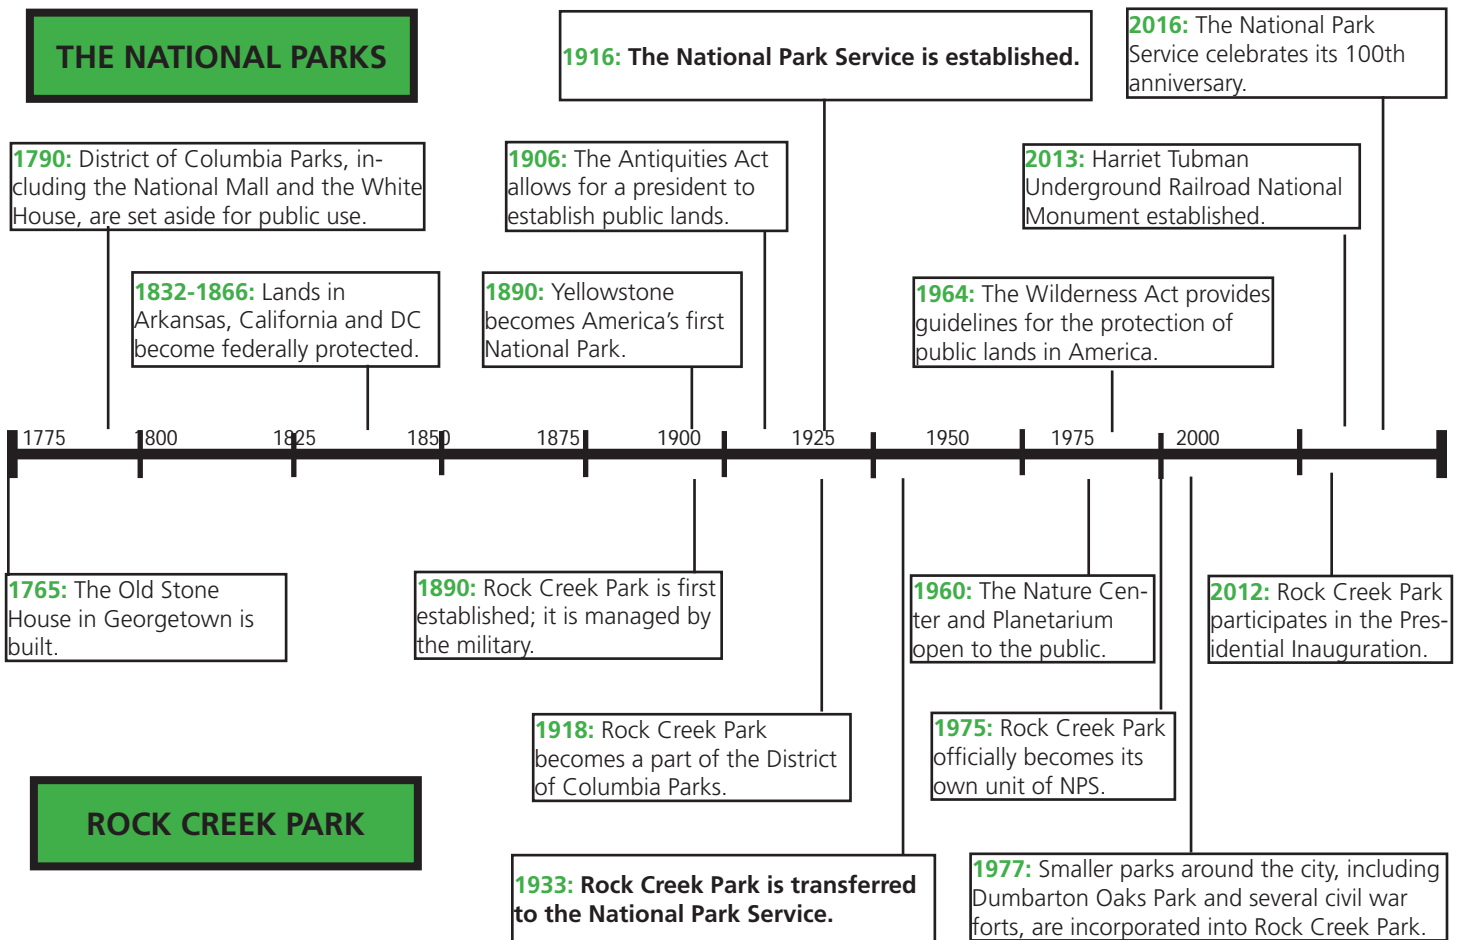 THE NATIONAL PARKS
1916: The National Park Service is established.
2016: The National Park
Service celebrates its 100th
anniversary.
1790: District of Columbia Parks, in-
cluding the National Mall and the White
House, are set aside for public use.
1906: The Antiquities Act
allows for a president to
establish public lands.
2013: Harriet Tubman
Underground Railroad National
Monument established.
1832-1866: Lands in
Arkansas, California and DC
become federally protected.
1890: Yellowstone
becomes America's first
National Park.
1964: The Wilderness Act provides
guidelines for the protection of
public lands in America.
1775 1800 1825 1850 1875 1900 1925 1950 1975 2000
1765: The Old Stone
House in Georgetown is
built.
1890: Rock Creek Park is first
established; it is managed by
the military.
1960: The Nature Cen-
ter and Planetarium
open to the public.
2012: Rock Creek Park
participates in the Pres-
idential Inauguration.
1918: Rock Creek Park
becomes a part of the District
of Columbia Parks.
1975: Rock Creek Park
officially becomes its
own unit of NPS.
ROCK CREEK PARK
1933: Rock Creek Park is transferred
to the National Park Service.
1977: Smaller parks around the city, including
Dumbarton Oaks Park and several civil war
forts, are incorporated into Rock Creek Park.